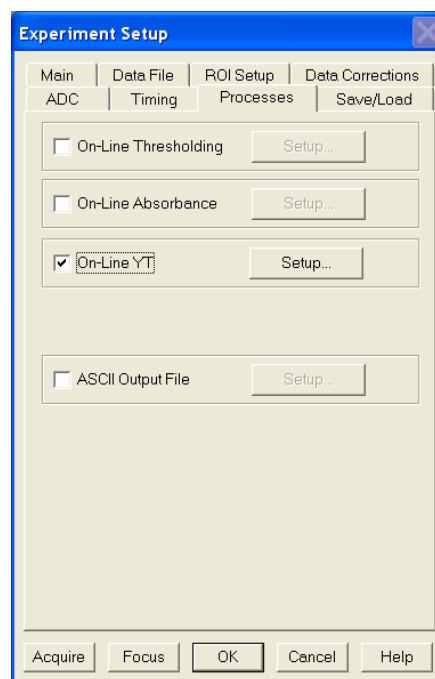 Experiment Setup
Main Data File ROI Setup Data Corrections
ADC Timing Processes Save/Load
On-Line Thresholding Setup...
On-Line Absorbance Setup...
On-Line YT Setup...
ASCII Output File Setup...
Acquire Focus OK Cancel Help